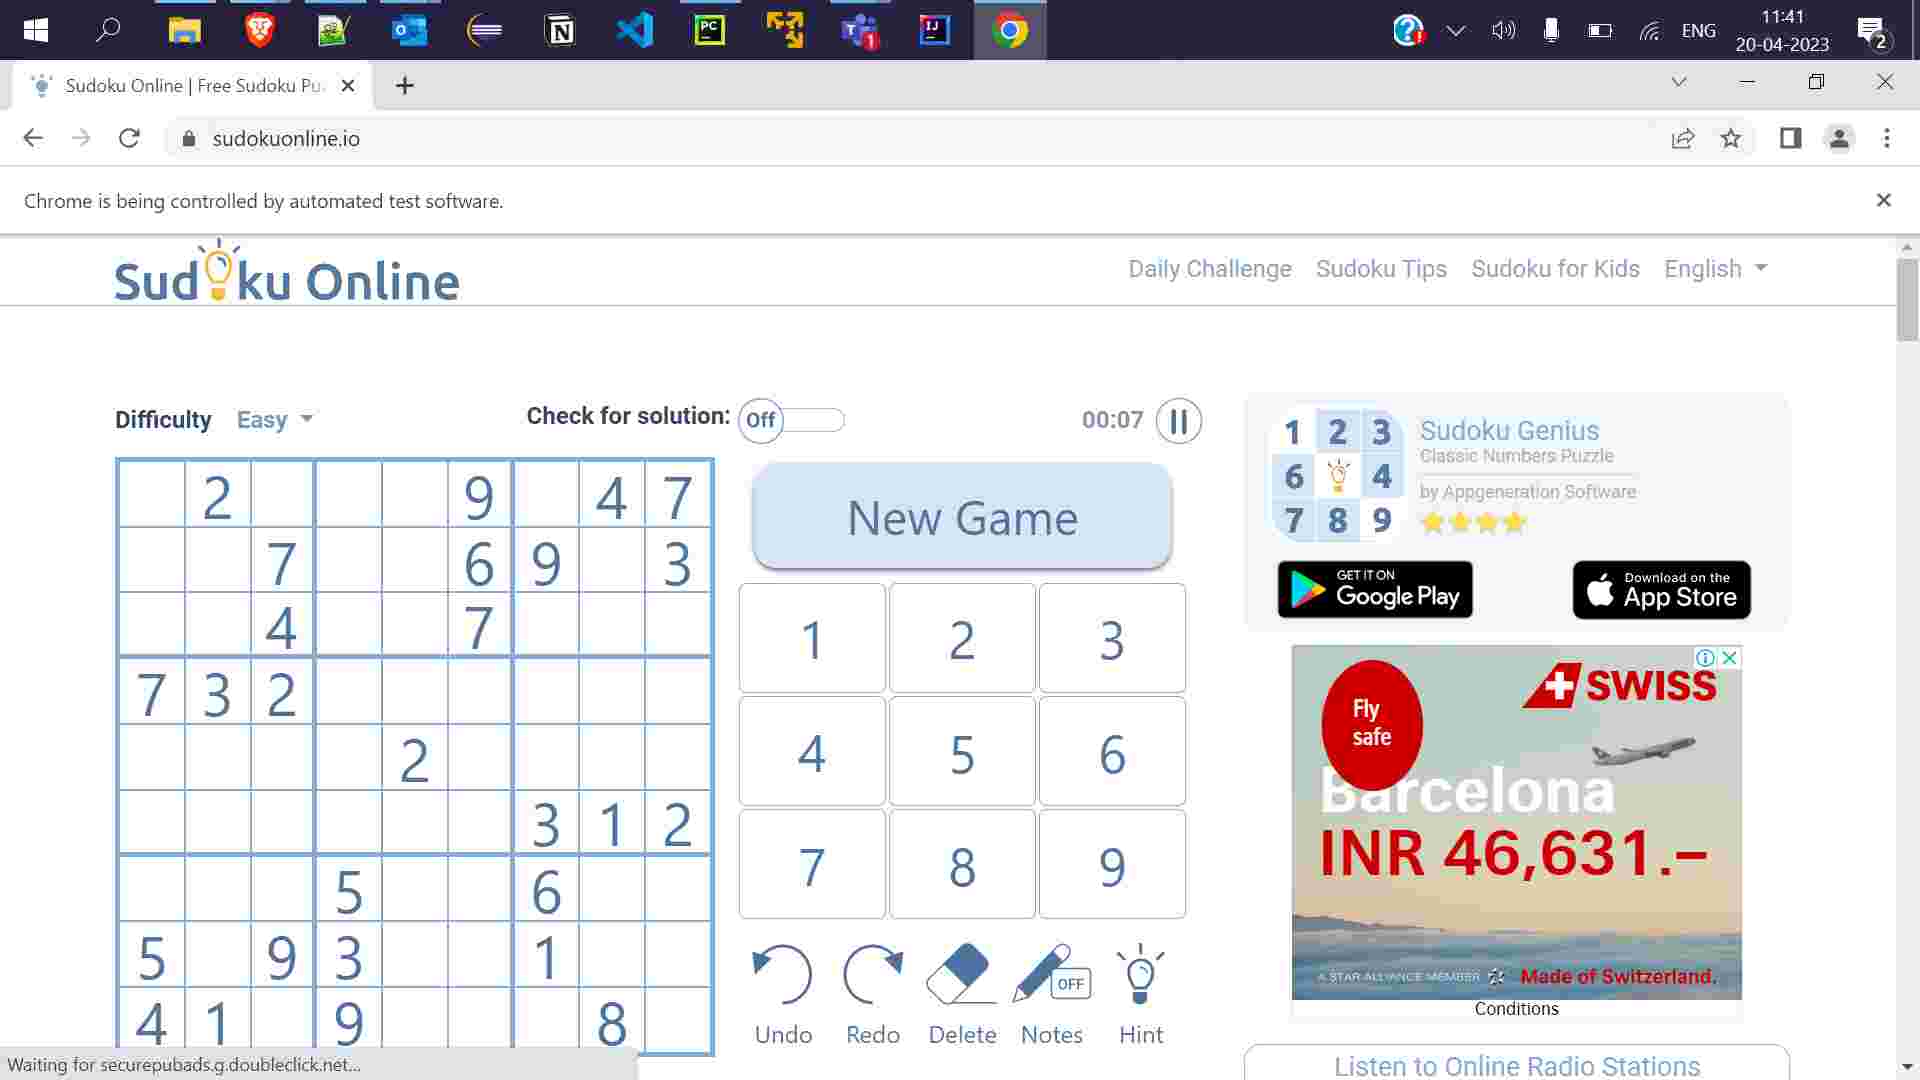 PC
1
IJ
ENG
11:41
20-04-2023
2
Sudoku Online | Free Sudoku Pu
sudokuonline.io
Chrome is being controlled by automated test software.
Sudoku Online
Daily Challenge Sudoku Tips Sudoku for Kids English
Difficulty Easy
Check for solution: Off
00:07
2 9 4 7
7 6 9 3
4 7
7 3 2
2
3 1 2
5 6
5 9 3 1
4 1 9 8
New Game
1 2 3
4 5 6
7 8 9
OFF
Undo Redo Delete Notes Hint
1 2 3
6 4
7 8 9
Sudoku Genius
Classic Numbers Puzzle
by Appgeneration Software
GET IT ON
Google Play
Download on the
App Store
SWISS
Fly
safe
Barcelona
INR 46,631.–
A STAR ALLIANCE MEMBER
Made of Switzerland.
Conditions
Listen to Online Radio Stations
Waiting for securepubads.g.doubleclick.net...